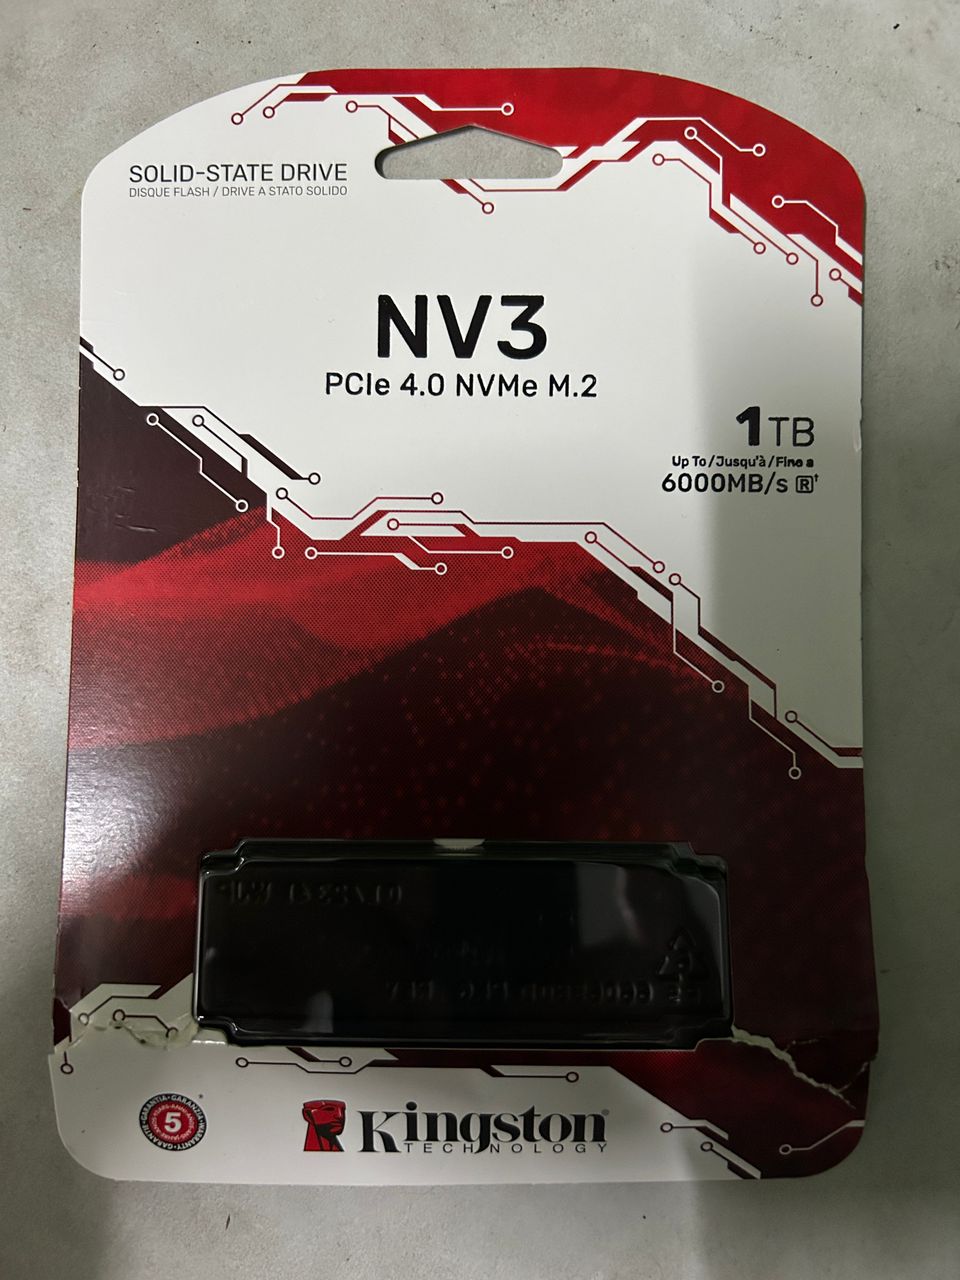 SOLID-STATE DRIVE
DISQUE FLASH / DRIVE A STATO SOLIDO
NV3
PCIe 4.0 NVMe M.2
1TB
Up To / Jusqu'à / Fino a
6000MB/s R†
5
Kingston®
TECHNOLOGY